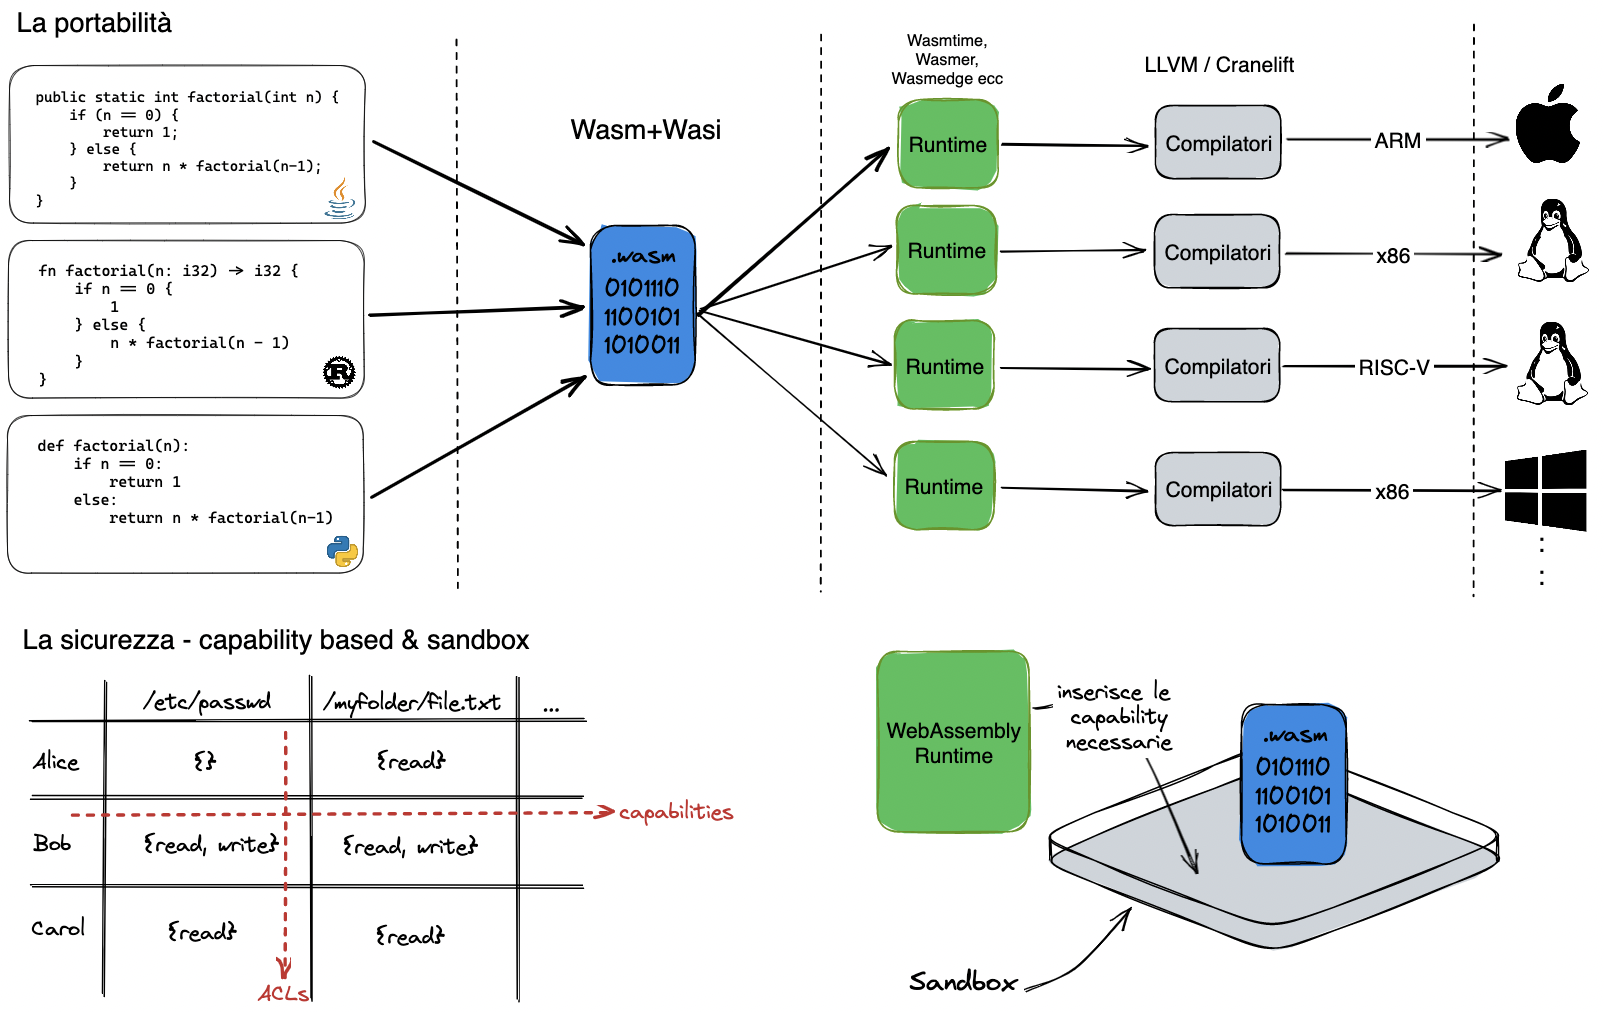 La portabilità
public static int factorial(int n) {
if (n == 0) {
return 1;
} else {
return n * factorial(n-1);
}
}
fn factorial(n: i32) -> i32 {
if n == 0 {
1
} else {
n * factorial(n - 1)
}
}
def factorial(n):
if n == 0:
return 1
else:
return n * factorial(n-1)
Wasm+Wasi
.wasm
0101110
1100101
1010011
Wasmtime,
Wasmer,
Wasmedge ecc
LLVM / Cranelift
Runtime
Compilatori
ARM
Runtime
Compilatori
x86
Runtime
Compilatori
RISC-V
Runtime
Compilatori
x86
La sicurezza - capability based & sandbox
/etc/passwd /myfolder/file.txt ...
Alice {} {read}
capabilities
Bob {read, write} {read, write}
Carol {read} {read}
ACLs
WebAssembly
Runtime
inserisce le
capability
necessarie
.wasm
0101110
1100101
1010011
Sandbox